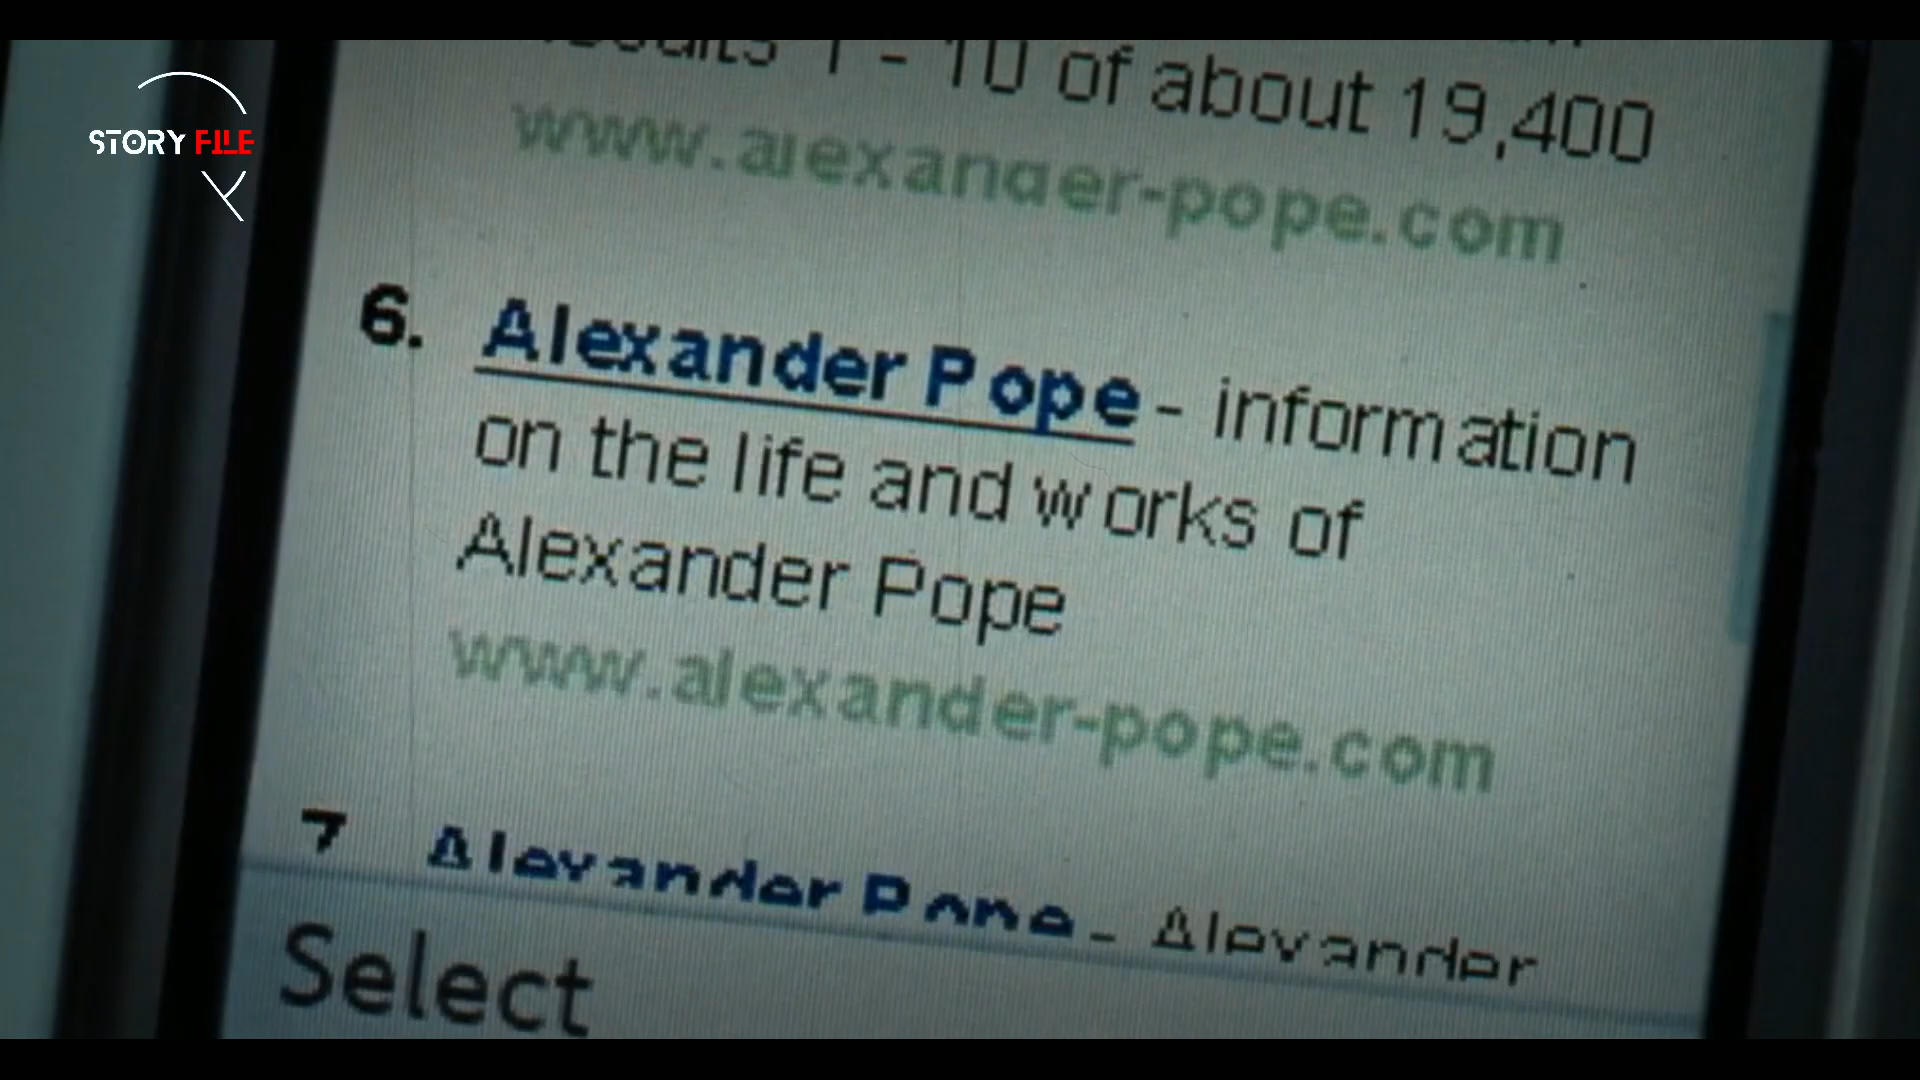 STORY FILE
Results 1 - 10 of about 19,400
www.alexander-pope.com
6. Alexander Pope - information
on the life and works of
Alexander Pope
www.alexander-pope.com
7 Alexander Pope - Alexander
Select